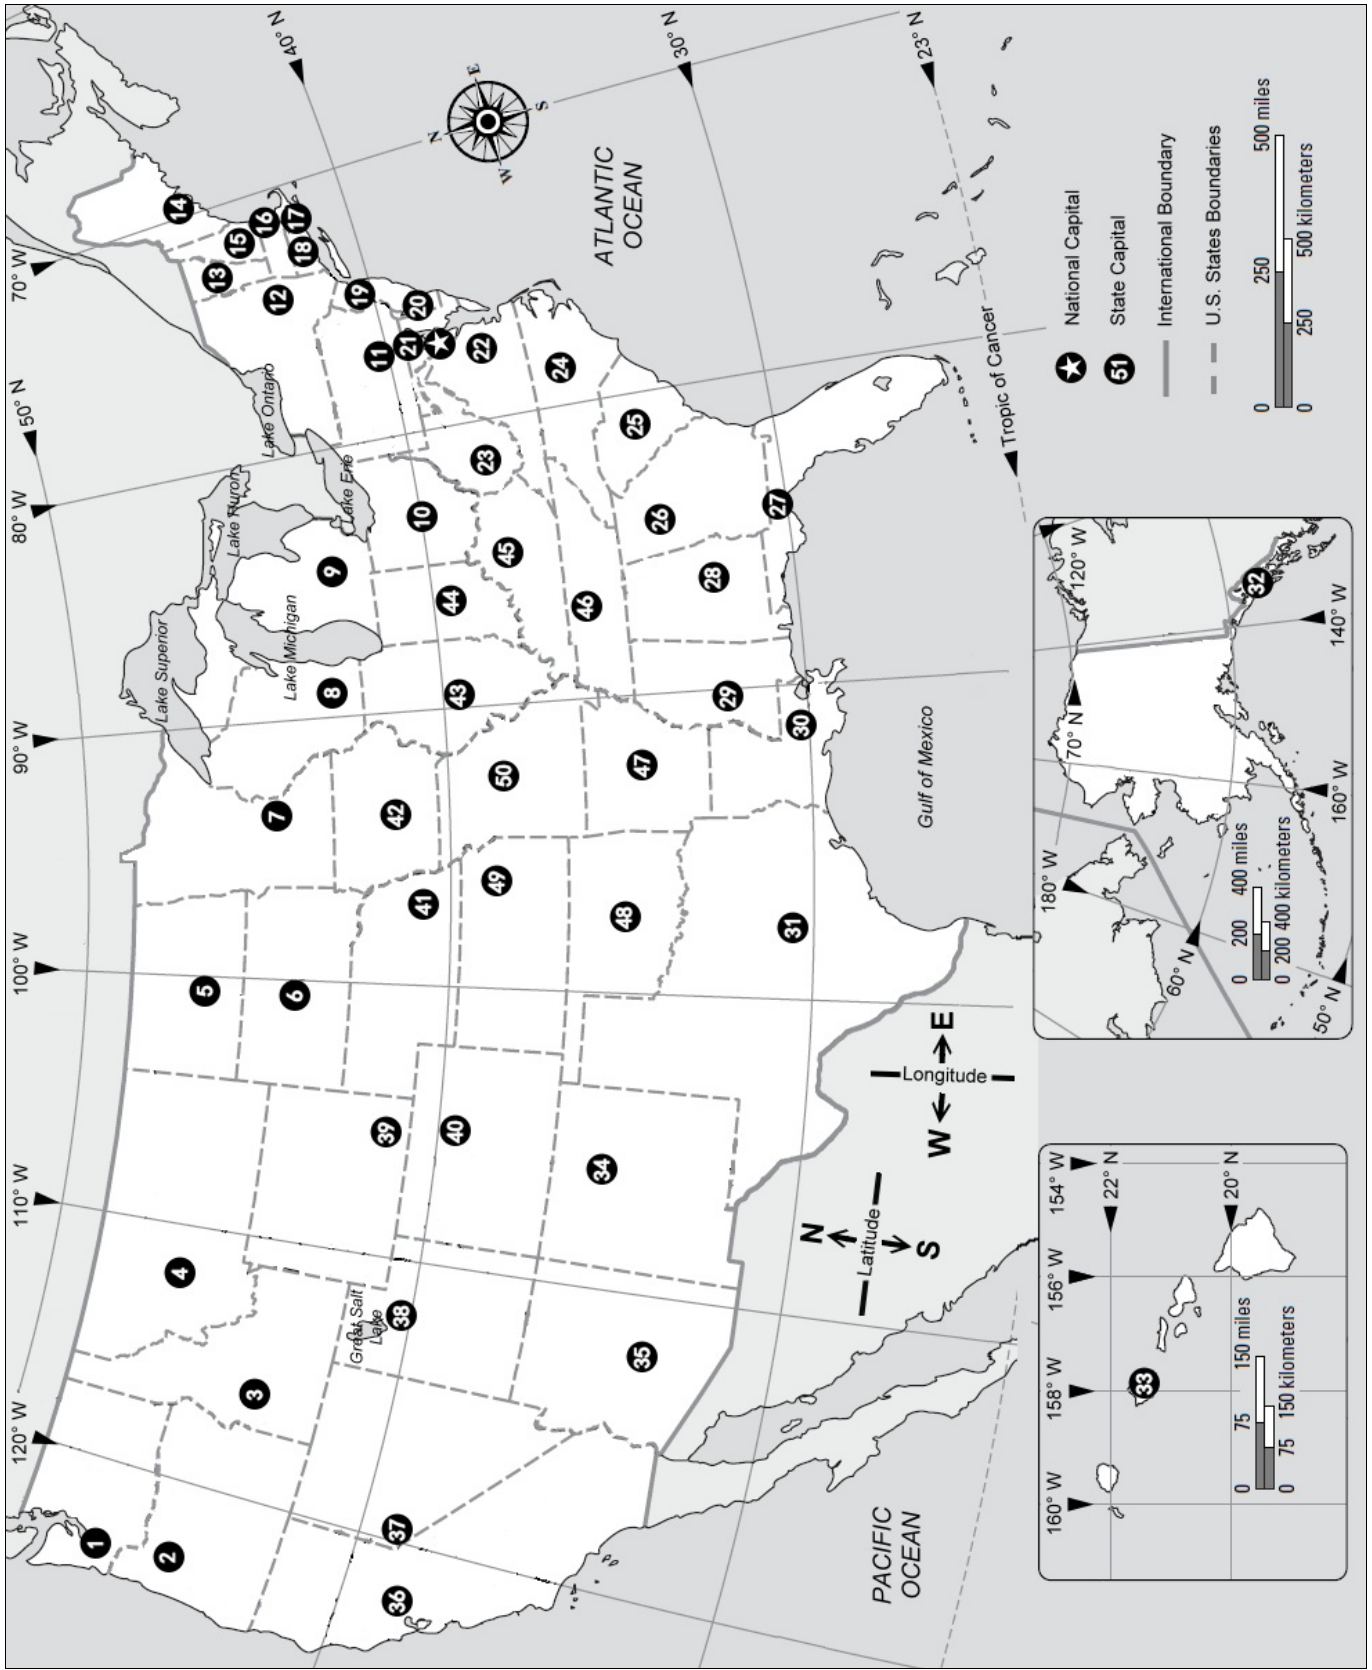 120° W
110° W
100° W
90° W
80° W
50° N
70° W
40° N
30° N
23° N
Lake Superior
Lake Michigan
Lake Huron
Lake Erie
Lake Ontario
Great Salt
Lake
1
2
3
4
5
6
7
8
9
10
11
12
13
14
15
16
17
18
19
20
21
22
23
24
25
26
27
28
29
30
31
34
35
36
37
38
39
40
41
42
43
44
45
46
47
48
49
50
N
E
S
W
ATLANTIC
OCEAN
PACIFIC
OCEAN
Gulf of Mexico
Tropic of Cancer
N
Latitude
S
W
E
Longitude
160° W
158° W
156° W
154° W
22° N
20° N
33
0
75
150 miles
0
75
150 kilometers
180° W
70° N
120° W
60° N
50° N
160° W
140° W
32
0
200
400 miles
0
200
400 kilometers
National Capital
51
State Capital
International Boundary
U.S. States Boundaries
0
250
500 miles
0
250
500 kilometers